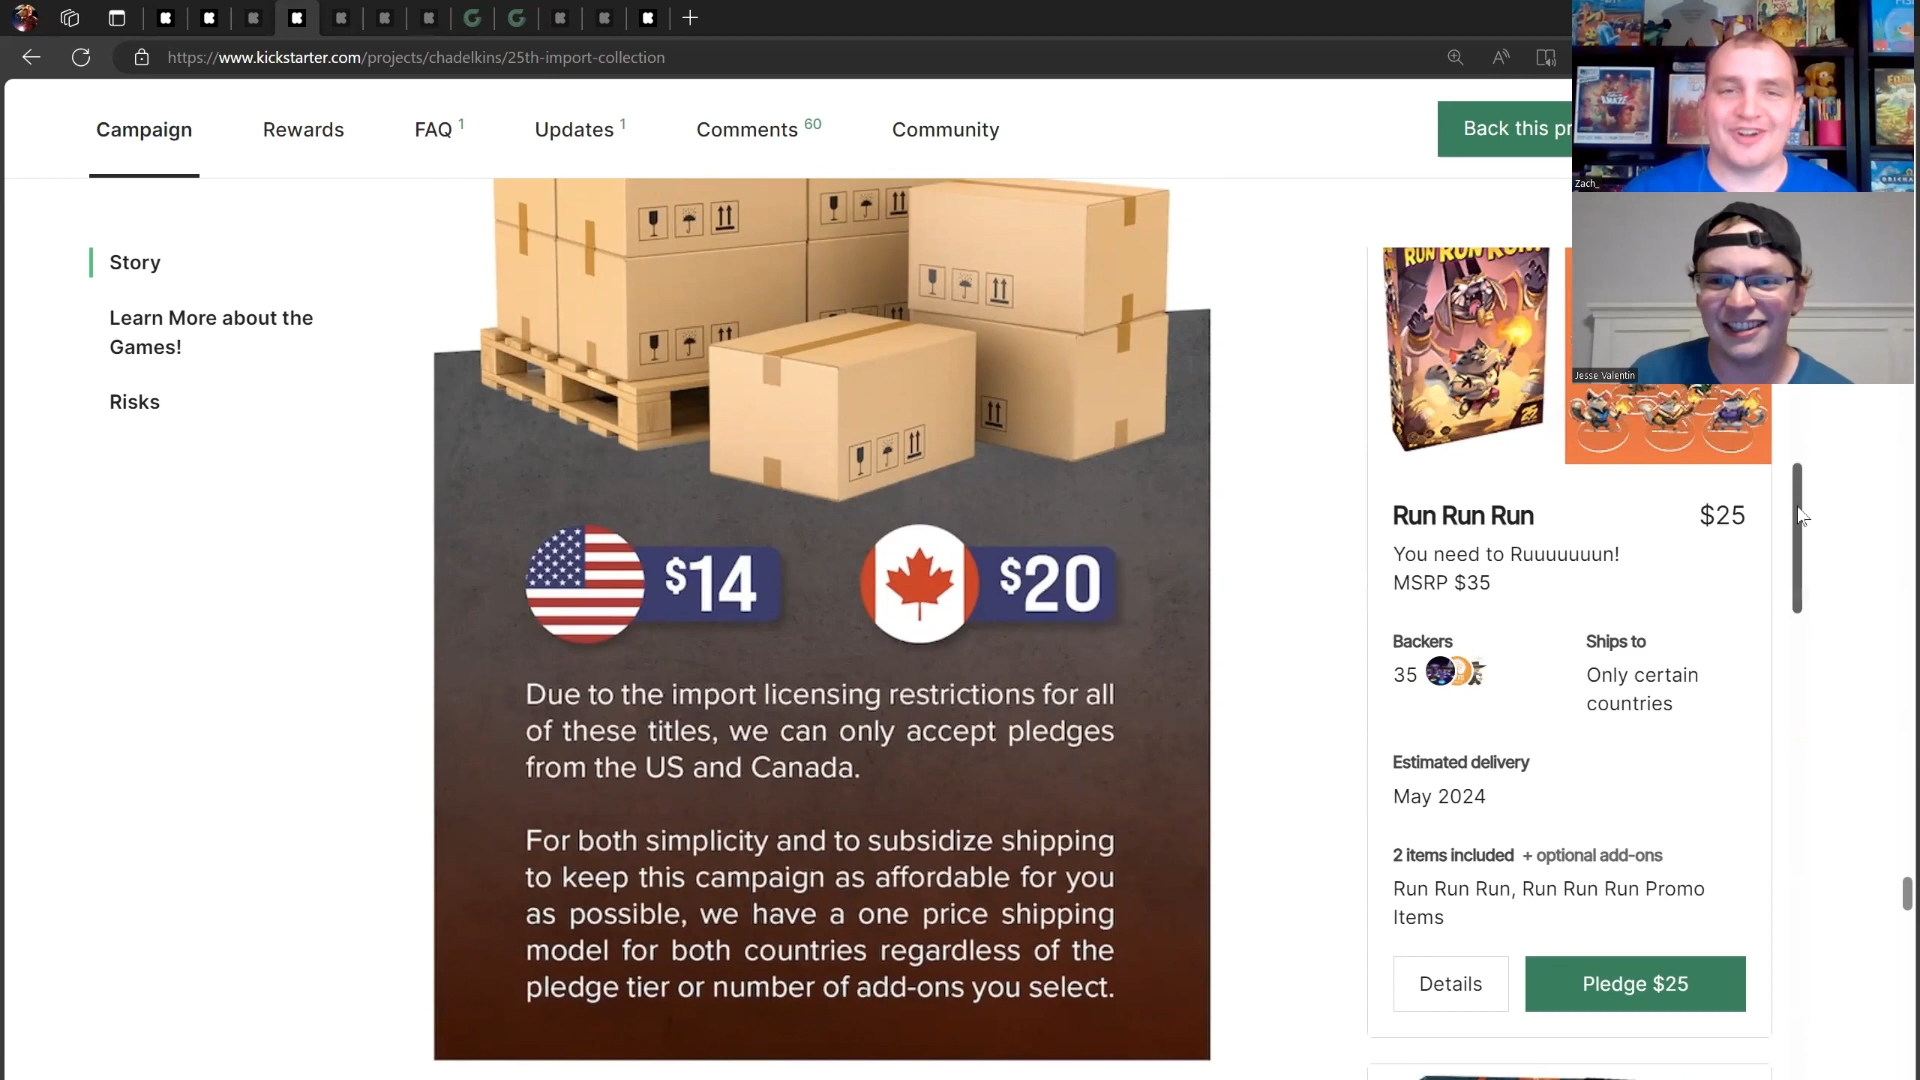 https://www.kickstarter.com/projects/chadelkins/25th-import-collection
Campaign
Rewards
FAQ 1
Updates 1
Comments 60
Community
Back this pr
Zach_
Jesse Valentin
Story
Learn More about the
Games!
Risks
$14
$20
Due to the import licensing restrictions for all
of these titles, we can only accept pledges
from the US and Canada.
For both simplicity and to subsidize shipping
to keep this campaign as affordable for you
as possible, we have a one price shipping
model for both countries regardless of the
pledge tier or number of add-ons you select.
RUN RUN RUN!
Run Run Run
$25
You need to Ruuuuuuun!
MSRP $35
Backers
35
Ships to
Only certain
countries
Estimated delivery
May 2024
2 items included + optional add-ons
Run Run Run, Run Run Run Promo
Items
Details
Pledge $25